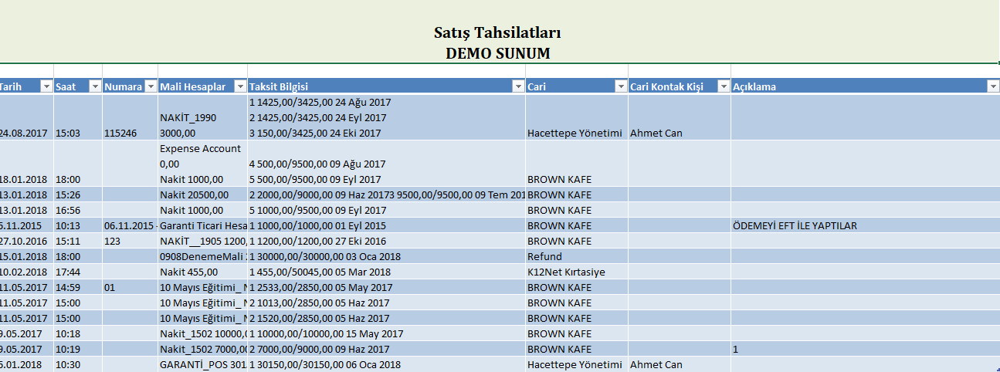 Satış Tahsilatları
DEMO SUNUM
Tarih Saat Numara Mali Hesaplar Taksit Bilgisi Cari Cari Kontak Kişi Açıklama
1 1425,00/3425,00 24 Ağu 2017
NAKİT_1990 2 1425,00/3425,00 24 Eyl 2017
24.08.2017 15:03 115246 3000,00 3 150,00/3425,00 24 Eki 2017 Hacettepe Yönetimi Ahmet Can
Expense Account
0,00 4 500,00/9500,00 09 Ağu 2017
18.01.2018 18:00 Nakit 1000,00 5 500,00/9500,00 09 Eyl 2017 BROWN KAFE
13.01.2018 15:26 Nakit 20500,00 2 2000,00/9000,00 09 Haz 20173 9500,00/9500,00 09 Tem 201 BROWN KAFE
13.01.2018 16:56 Nakit 1000,00 5 1000,00/9500,00 09 Eyl 2017 BROWN KAFE
6.11.2015 10:13 06.11.2015 - Garanti Ticari Hesa 1 1000,00/1000,00 01 Eyl 2015 BROWN KAFE ÖDEMEYİ EFT İLE YAPTILAR
27.10.2016 15:11 123 NAKİT__1905 1200, 1 1200,00/1200,00 27 Eki 2016 BROWN KAFE
15.01.2018 18:00 0908DenemeMali 1 30000,00/30000,00 03 Oca 2018 Refund
10.02.2018 17:44 Nakit 455,00 1 455,00/50045,00 05 Mar 2018 K12Net Kırtasiye
11.05.2017 14:59 01 10 Mayıs Eğitimi_ N 1 2533,00/2850,00 05 May 2017 BROWN KAFE
11.05.2017 15:00 10 Mayıs Eğitimi_ N 2 1013,00/2850,00 05 Haz 2017 BROWN KAFE
11.05.2017 15:00 10 Mayıs Eğitimi_ N 2 1520,00/2850,00 05 Haz 2017 BROWN KAFE
9.05.2017 10:18 Nakit_1502 10000,0 1 10000,00/10000,00 15 May 2017 BROWN KAFE
9.05.2017 10:19 Nakit_1502 7000,00 2 7000,00/9000,00 09 Haz 2017 BROWN KAFE 1
5.01.2018 10:30 GARANTİ_POS 301 1 30150,00/30150,00 06 Oca 2018 Hacettepe Yönetimi Ahmet Can